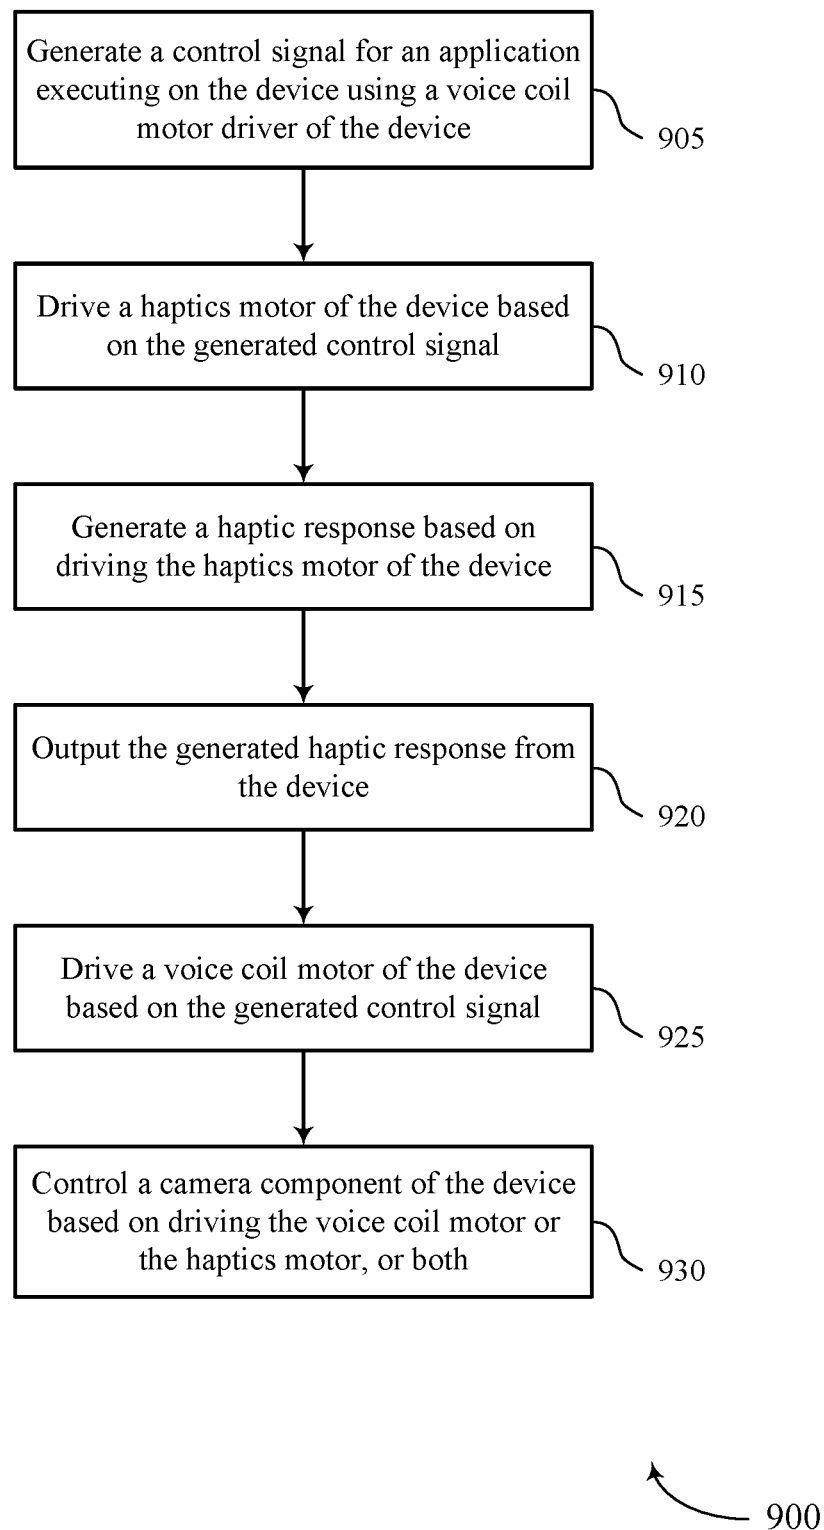 Generate a control signal for an application
executing on the device using a voice coil
motor driver of the device
905
Drive a haptics motor of the device based
on the generated control signal
910
Generate a haptic response based on
driving the haptics motor of the device
915
Output the generated haptic response from
the device
920
Drive a voice coil motor of the device
based on the generated control signal
925
Control a camera component of the device
based on driving the voice coil motor or
the haptics motor, or both
930
900